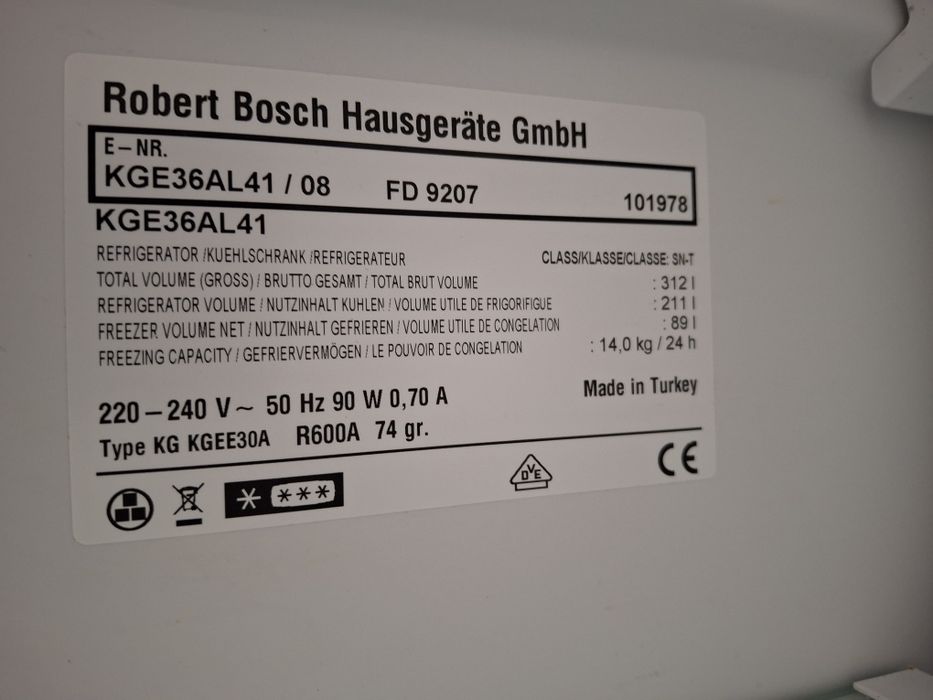 Robert Bosch Hausgeräte GmbH
E-NR.
KGE36AL41 / 08 FD 9207 101978
KGE36AL41
REFRIGERATOR /KUEHLSCHRANK /REFRIGERATEUR CLASS/KLASSE/CLASSE: SN-T
TOTAL VOLUME (GROSS) / BRUTTO GESAMT / TOTAL BRUT VOLUME : 312 l
REFRIGERATOR VOLUME / NUTZINHALT KUHLEN / VOLUME UTILE DE FRIGORIFIGUE : 211 l
FREEZER VOLUME NET / NUTZINHALT GEFRIEREN / VOLUME UTILE DE CONGELATION : 89 l
FREEZING CAPACITY / GEFRIERVERMÖGEN / LE POUVOIR DE CONGELATION : 14,0 kg / 24 h
220-240 V~ 50 Hz 90 W 0,70 A Made in Turkey
Type KG KGEE30A R600A 74 gr.
DVE
CE